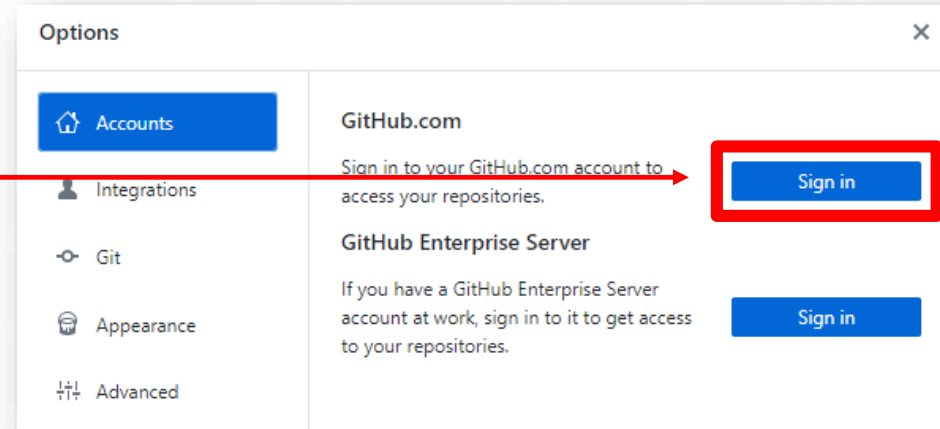 Options
Accounts
Integrations
Git
Appearance
Advanced
GitHub.com
Sign in to your GitHub.com account to
access your repositories.
Sign in
GitHub Enterprise Server
If you have a GitHub Enterprise Server
account at work, sign in to it to get access
to your repositories.
Sign in